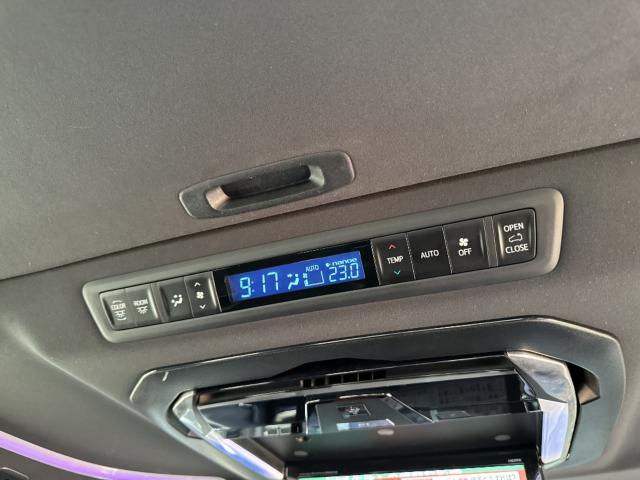 COLOR
ROOM
9:17
AUTO
nanoe
23.0
TEMP
AUTO
OFF
OPEN
CLOSE